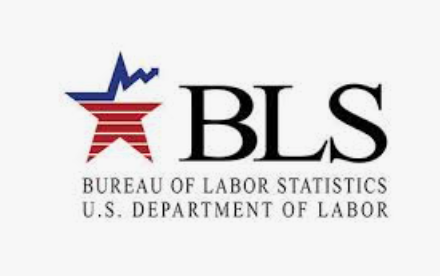 BLS
BUREAU OF LABOR STATISTICS
U.S. DEPARTMENT OF LABOR